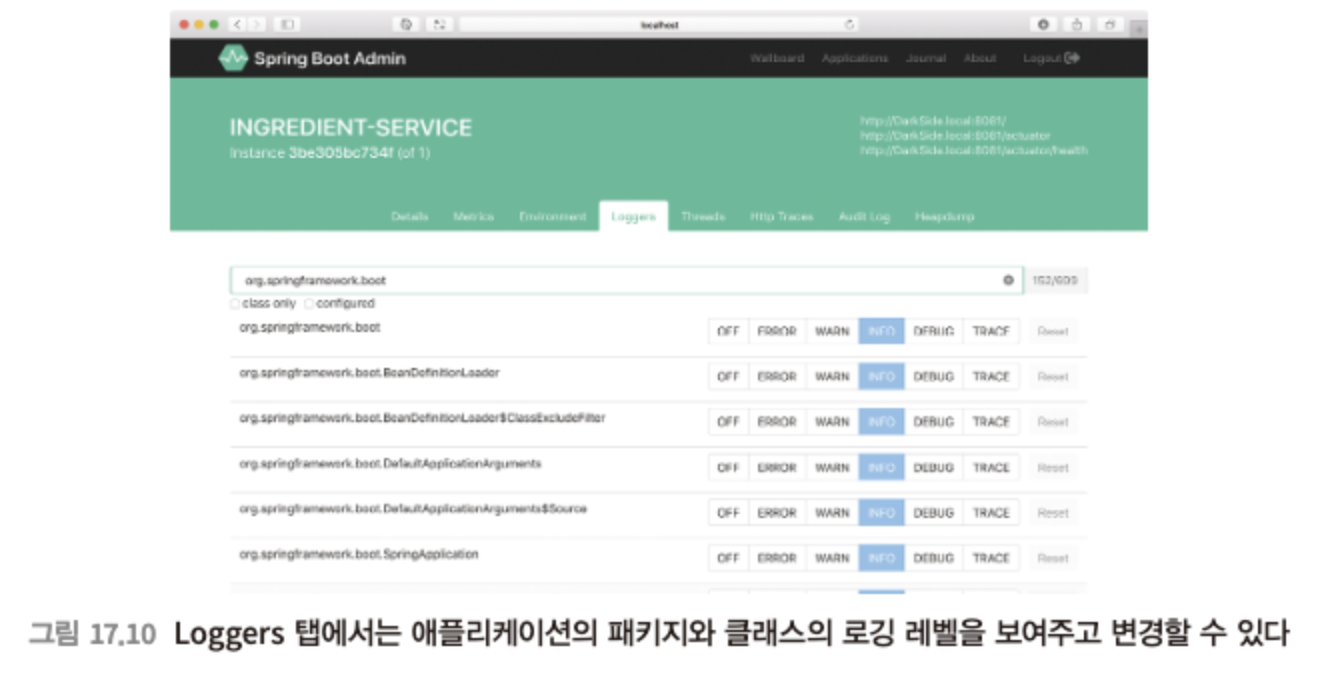 localhost
Spring Boot Admin
Wallboard Applications Journal About Logout
INGREDIENT-SERVICE
Instance 3be305bc734f (of 1)
http://DarkSide.local:8081/
http://DarkSide.local:8081/actuator
http://DarkSide.local:8081/actuator/health
Details Metrics Environment Loggers Threads Http Traces Audit Log Heapdump
org.springframework.boot
class only configured
org.springframework.boot OFF ERROR WARN INFO DEBUG TRACE Reset
org.springframework.boot.BeanDefinitionLoader OFF ERROR WARN INFO DEBUG TRACE Reset
org.springframework.boot.BeanDefinitionLoader$ClassExcludeFilter OFF ERROR WARN INFO DEBUG TRACE Reset
org.springframework.boot.DefaultApplicationArguments OFF ERROR WARN INFO DEBUG TRACE Reset
org.springframework.boot.DefaultApplicationArguments$Source OFF ERROR WARN INFO DEBUG TRACE Reset
org.springframework.boot.SpringApplication OFF ERROR WARN INFO DEBUG TRACE Reset
그림 17.10 Loggers 탭에서는 애플리케이션의 패키지와 클래스의 로깅 레벨을 보여주고 변경할 수 있다